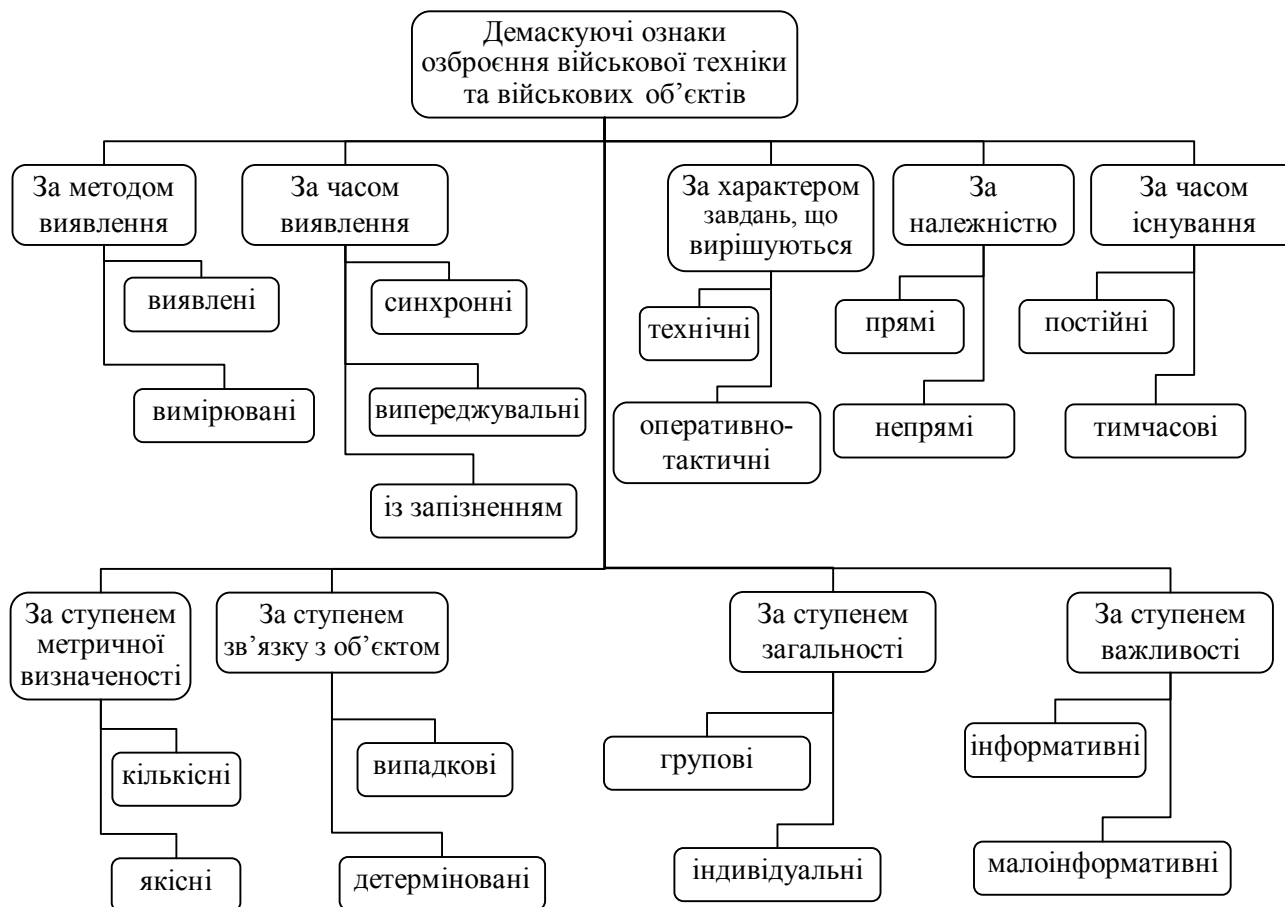 Демаскуючі ознаки
озброєння військової техніки
та військових об’єктів
За методом
виявлення
виявлені
вимірювані
За часом
виявлення
синхронні
випереджувальні
із запізненням
За характером
завдань, що
вирішуються
технічні
оперативно-
тактичні
За
належністю
прямі
непрямі
За часом
існування
постійні
тимчасові
За ступенем
метричної
визначеності
кількісні
якісні
За ступенем
зв’язку з об’єктом
випадкові
детерміновані
За ступенем
загальності
групові
індивідуальні
За ступенем
важливості
інформативні
малоінформативні